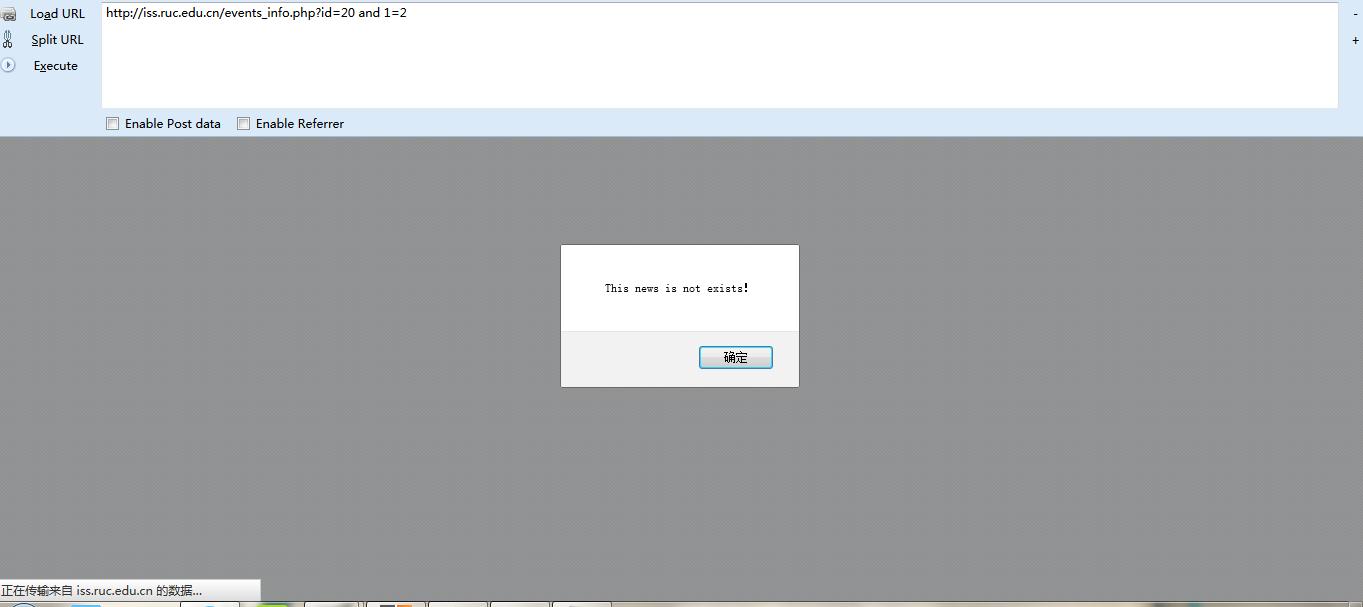 Load URL
http://iss.ruc.edu.cn/events_info.php?id=20 and 1=2
-
Split URL
+
Execute
Enable Post data
Enable Referrer
This news is not exists!
确定
正在传输来自 iss.ruc.edu.cn 的数据...